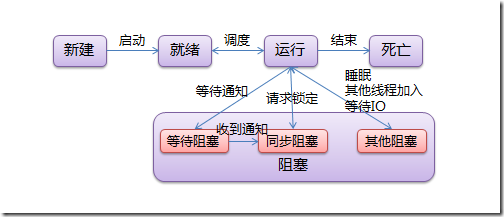 新建
启动
就绪
调度
运行
结束
死亡
等待通知
请求锁定
睡眠
其他线程加入
等待IO
收到通知
等待阻塞
同步阻塞
其他阻塞
阻塞